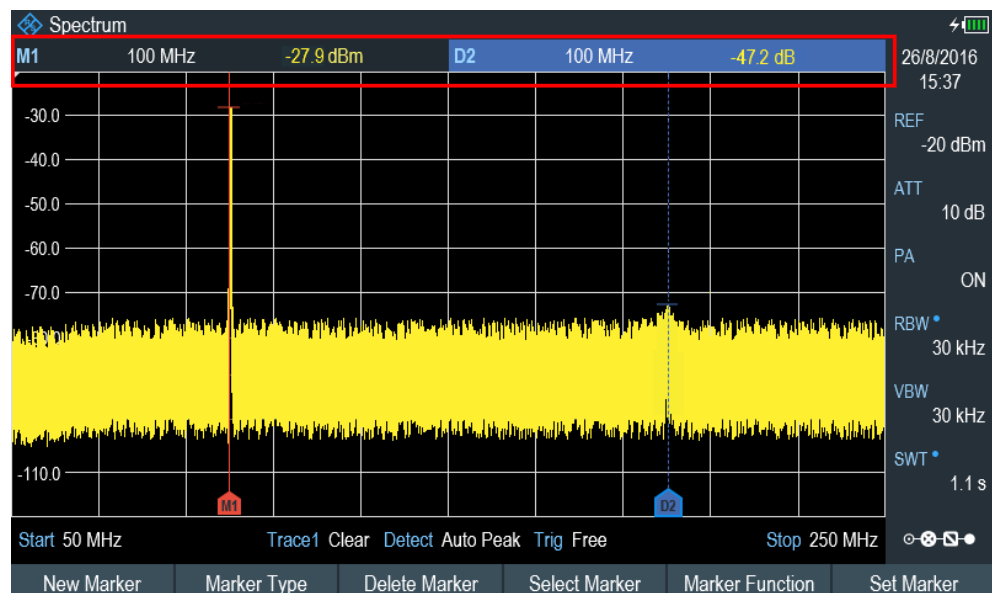 Spectrum
M1 100 MHz -27.9 dBm D2 100 MHz -47.2 dB
26/8/2016
15:37
-30.0
-40.0
-50.0
-60.0
-70.0
-110.0
REF
-20 dBm
ATT
10 dB
PA
ON
RBW
30 kHz
VBW
30 kHz
SWT
1.1 s
M1 D2
Start 50 MHz Trace1 Clear Detect Auto Peak Trig Free Stop 250 MHz
New Marker Marker Type Delete Marker Select Marker Marker Function Set Marker